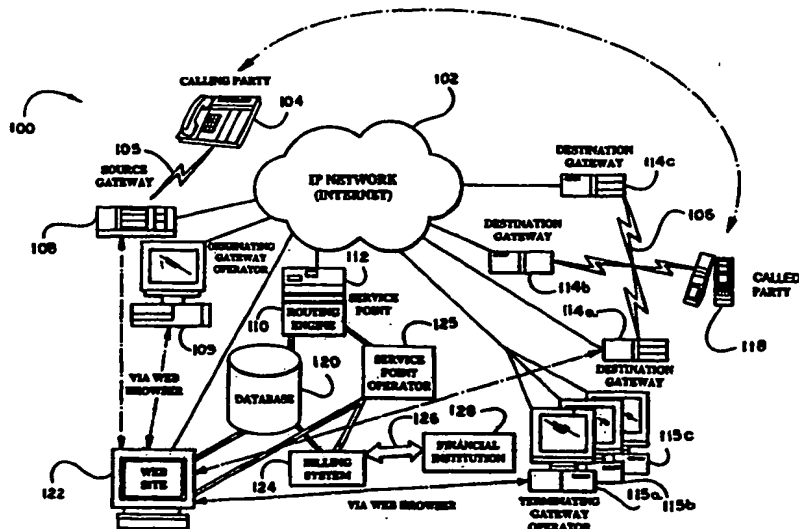 CALLING PARTY
104
102
100
105
SOURCE
GATEWAY
108
IP NETWORK
(INTERNET)
DESTINATION
GATEWAY
114c
106
DESTINATION
GATEWAY
114b
CALLED
PARTY
118
ORIGINATING
GATEWAY
OPERATOR
109
112
SERVICE
POINT
110
ROUTING
ENGINE
125
SERVICE
POINT
OPERATOR
114a
DESTINATION
GATEWAY
VIA WEB
BROWSER
DATABASE
120
126
128
FINANCIAL
INSTITUTION
122
WEB
SITE
124
BILLING
SYSTEM
VIA WEB BROWSER
115c
115a
115b
TERMINATING
GATEWAY
OPERATOR